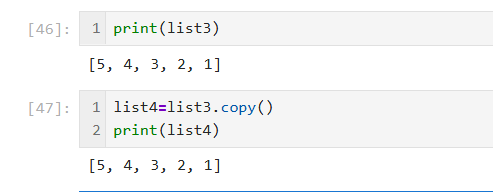 [46]: 1 print(list3)
[5, 4, 3, 2, 1]
[47]: 1 list4=list3.copy()
2 print(list4)
[5, 4, 3, 2, 1]